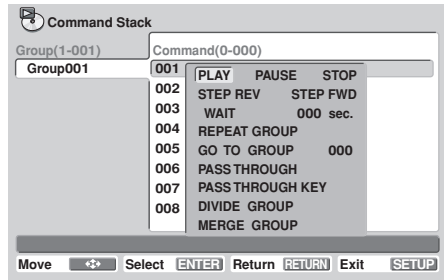 Command Stack
Group(1-001) Command(0-000)
Group001
001 PLAY PAUSE STOP
002 STEP REV STEP FWD
003 WAIT 000 sec.
004 REPEAT GROUP
005 GO TO GROUP 000
006 PASS THROUGH
007 PASS THROUGH KEY
008 DIVIDE GROUP
MERGE GROUP
Move Select ENTER Return RETURN Exit SETUP